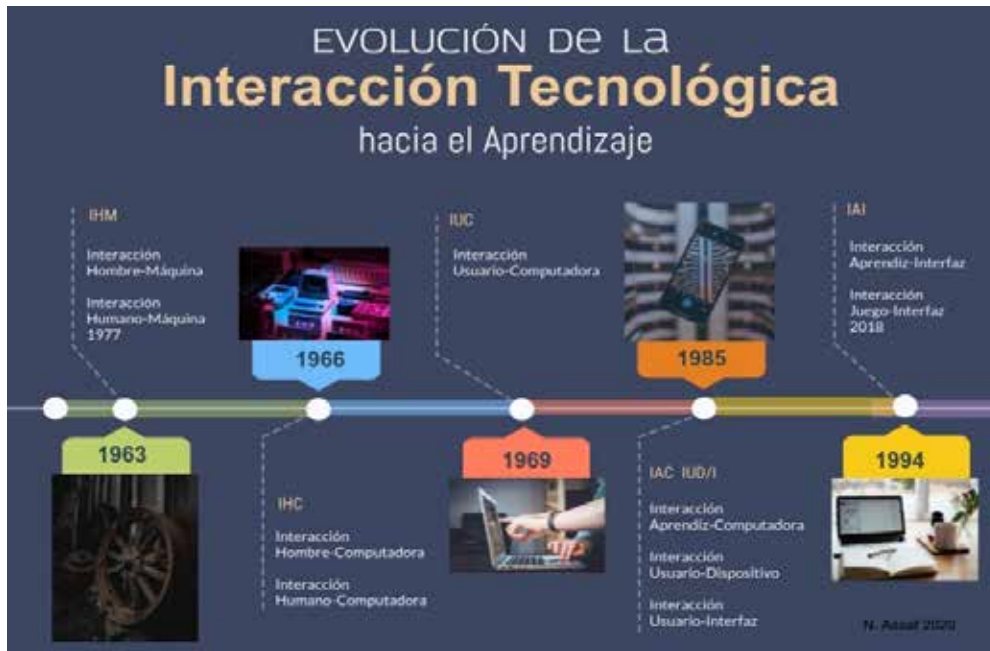 EVOLUCIÓN De La
Interacción Tecnológica
hacia el Aprendizaje
IHM
Interacción
Hombre-Máquina
Interacción
Humano-Máquina
1977
1963
1966
IHC
Interacción
Hombre-Computadora
Interacción
Humano-Computadora
IUC
Interacción
Usuario-Computadora
1969
1985
IAC IUD/I
Interacción
Aprendiz-Computadora
Interacción
Usuario-Dispositivo
Interacción
Usuario-Interfaz
IAI
Interacción
Aprendiz-Interfaz
Interacción
Juego-Interfaz
2018
1994
N. Assaf 2020